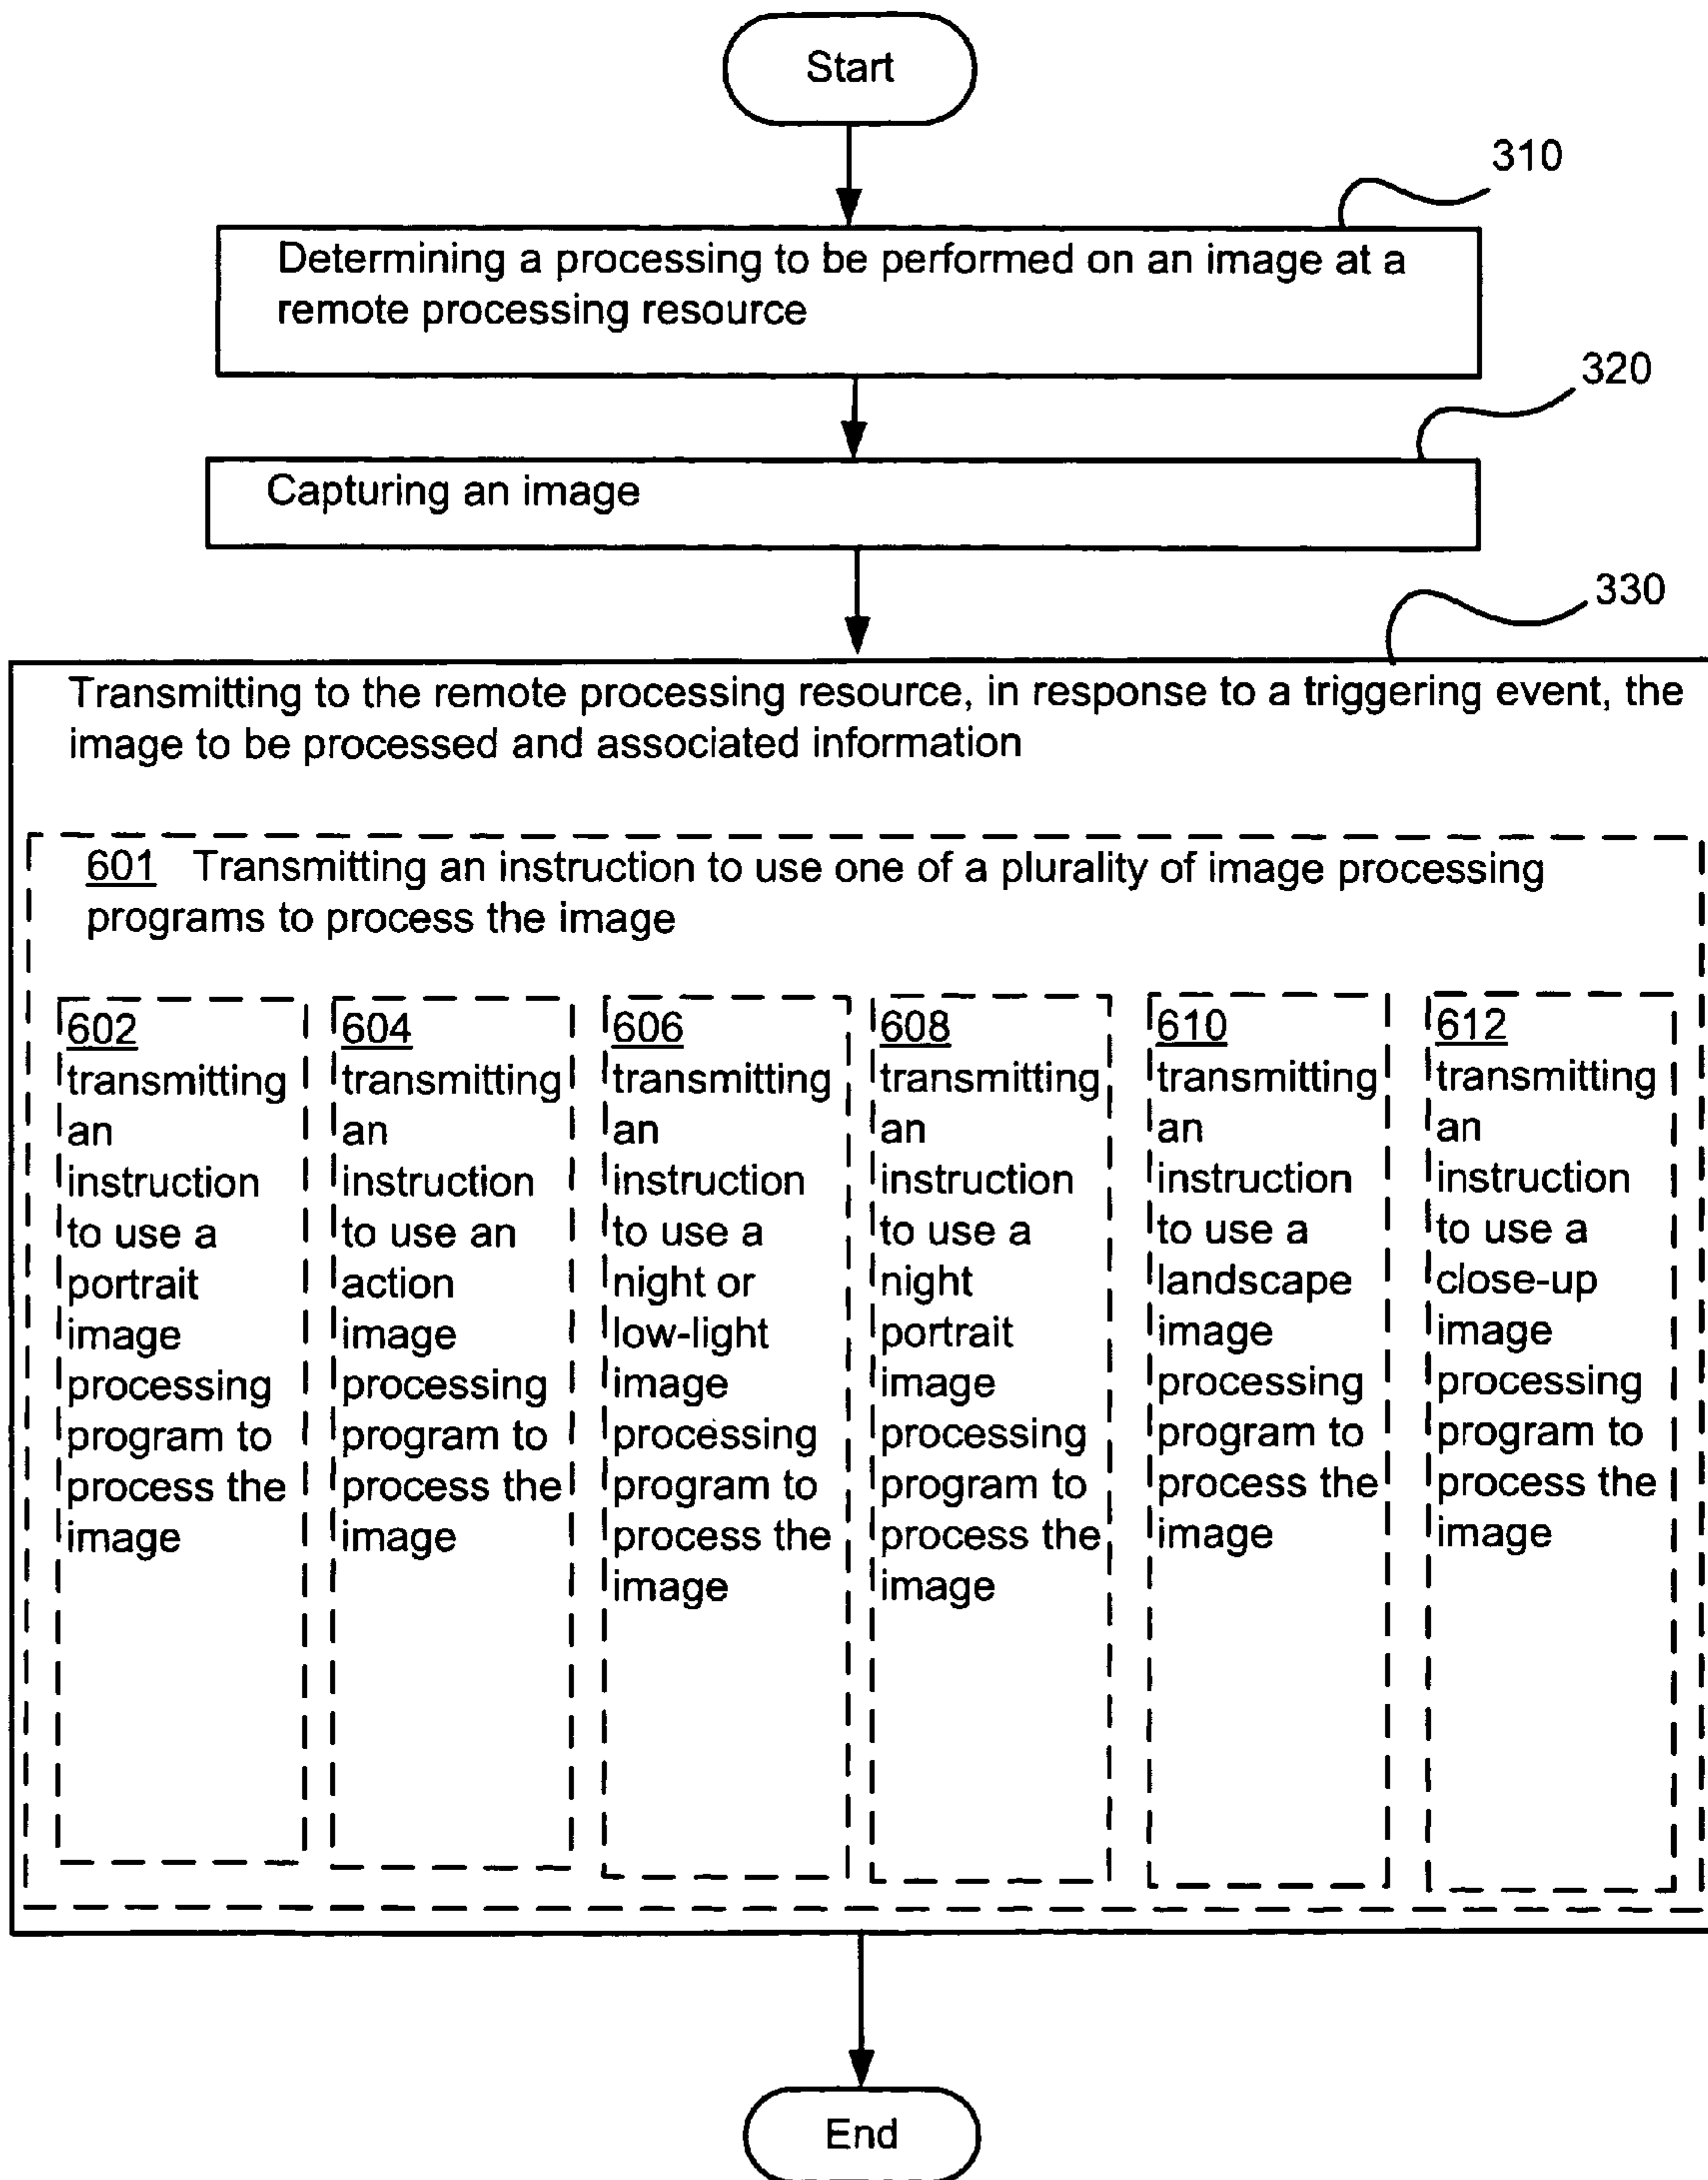 Start
310
Determining a processing to be performed on an image at a
remote processing resource
320
Capturing an image
330
Transmitting to the remote processing resource, in response to a triggering event, the
image to be processed and associated information
601 Transmitting an instruction to use one of a plurality of image processing
programs to process the image
602
transmitting
an
instruction
to use a
portrait
image
processing
program to
process the
image
604
transmitting
an
instruction
to use an
action
image
processing
program to
process the
image
606
transmitting
an
instruction
to use a
night or
low-light
image
processing
program to
process the
image
608
transmitting
an
instruction
to use a
night
portrait
image
processing
program to
process the
image
610
transmitting
an
instruction
to use a
landscape
image
processing
program to
process the
image
612
transmitting
an
instruction
to use a
close-up
image
processing
program to
process the
image
End